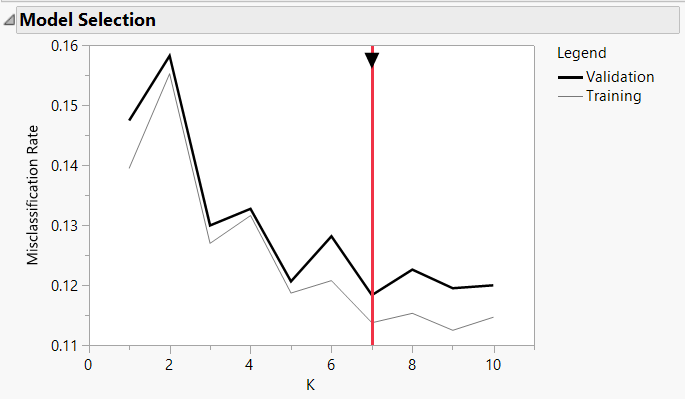 Model Selection
Legend
Validation
Training
Misclassification Rate
0.16
0.15
0.14
0.13
0.12
0.11
0 2 4 6 8 10
K